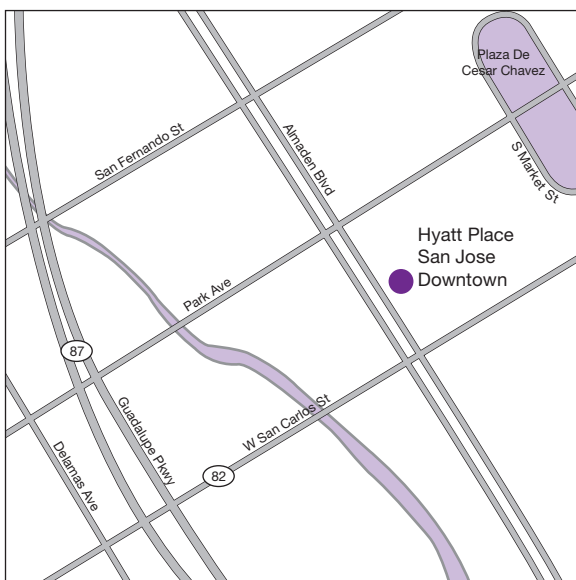 Plaza De
Cesar Chavez
San Fernando St
Almaden Blvd
S Market St
Hyatt Place
San Jose
Downtown
Park Ave
87
Guadalupe Pkwy
W San Carlos St
Delamas Ave
82